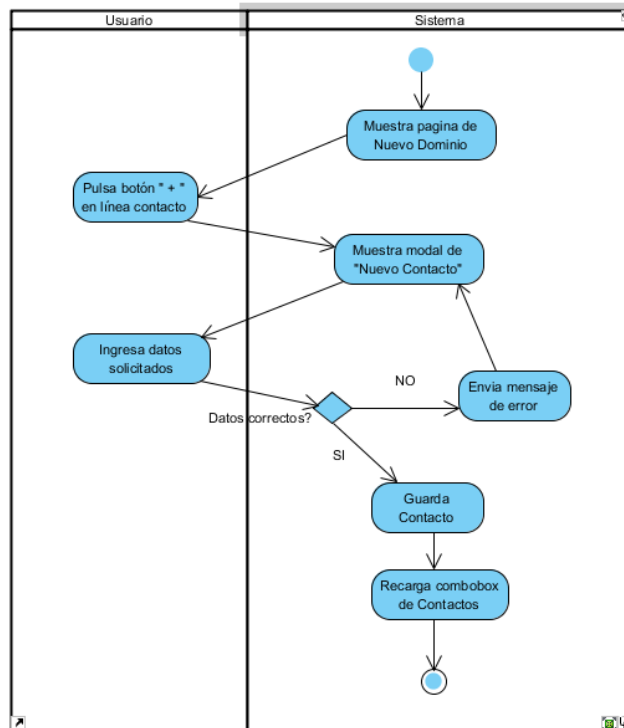 Usuario
Sistema
Muestra pagina de
Nuevo Dominio
Pulsa botón " + "
en línea contacto
Muestra modal de
"Nuevo Contacto"
Ingresa datos
solicitados
Datos correctos?
NO
Envia mensaje
de error
SI
Guarda
Contacto
Recarga combobox
de Contactos